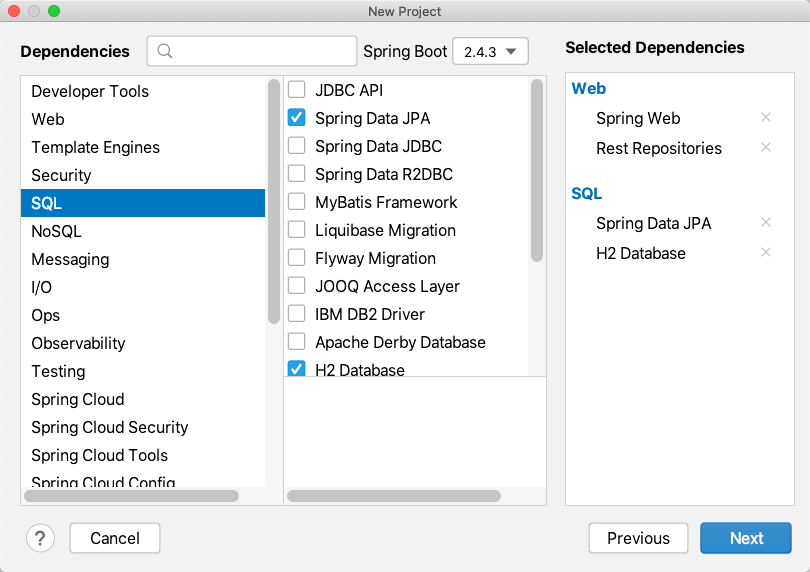 New Project
Dependencies
Spring Boot
2.4.3
Developer Tools
Web
Template Engines
Security
SQL
NoSQL
Messaging
I/O
Ops
Observability
Testing
Spring Cloud
Spring Cloud Security
Spring Cloud Tools
Spring Cloud Config
JDBC API
Spring Data JPA
Spring Data JDBC
Spring Data R2DBC
MyBatis Framework
Liquibase Migration
Flyway Migration
JOOQ Access Layer
IBM DB2 Driver
Apache Derby Database
H2 Database
Selected Dependencies
Web
Spring Web
Rest Repositories
SQL
Spring Data JPA
H2 Database
?
Cancel
Previous
Next